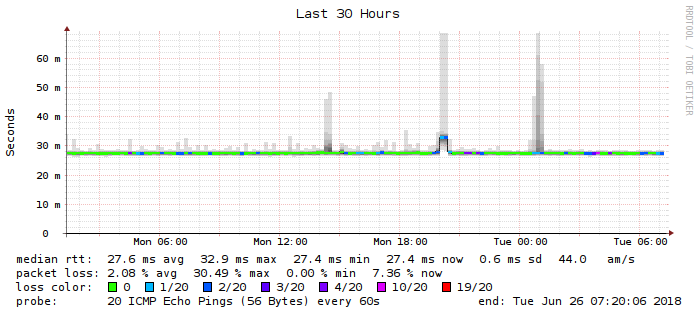 Last 30 Hours
RRDTOOL / TOBI OETIKER
Seconds
60 m
50 m
40 m
30 m
20 m
10 m
0
Mon 06:00 Mon 12:00 Mon 18:00 Tue 00:00 Tue 06:00
median rtt: 27.6 ms avg 32.9 ms max 27.4 ms min 27.4 ms now 0.6 ms sd 44.0 am/s
packet loss: 2.08 % avg 30.49 % max 0.00 % min 7.36 % now
loss color: 0 1/20 2/20 3/20 4/20 10/20 19/20
probe: 20 ICMP Echo Pings (56 Bytes) every 60s end: Tue Jun 26 07:20:06 2018